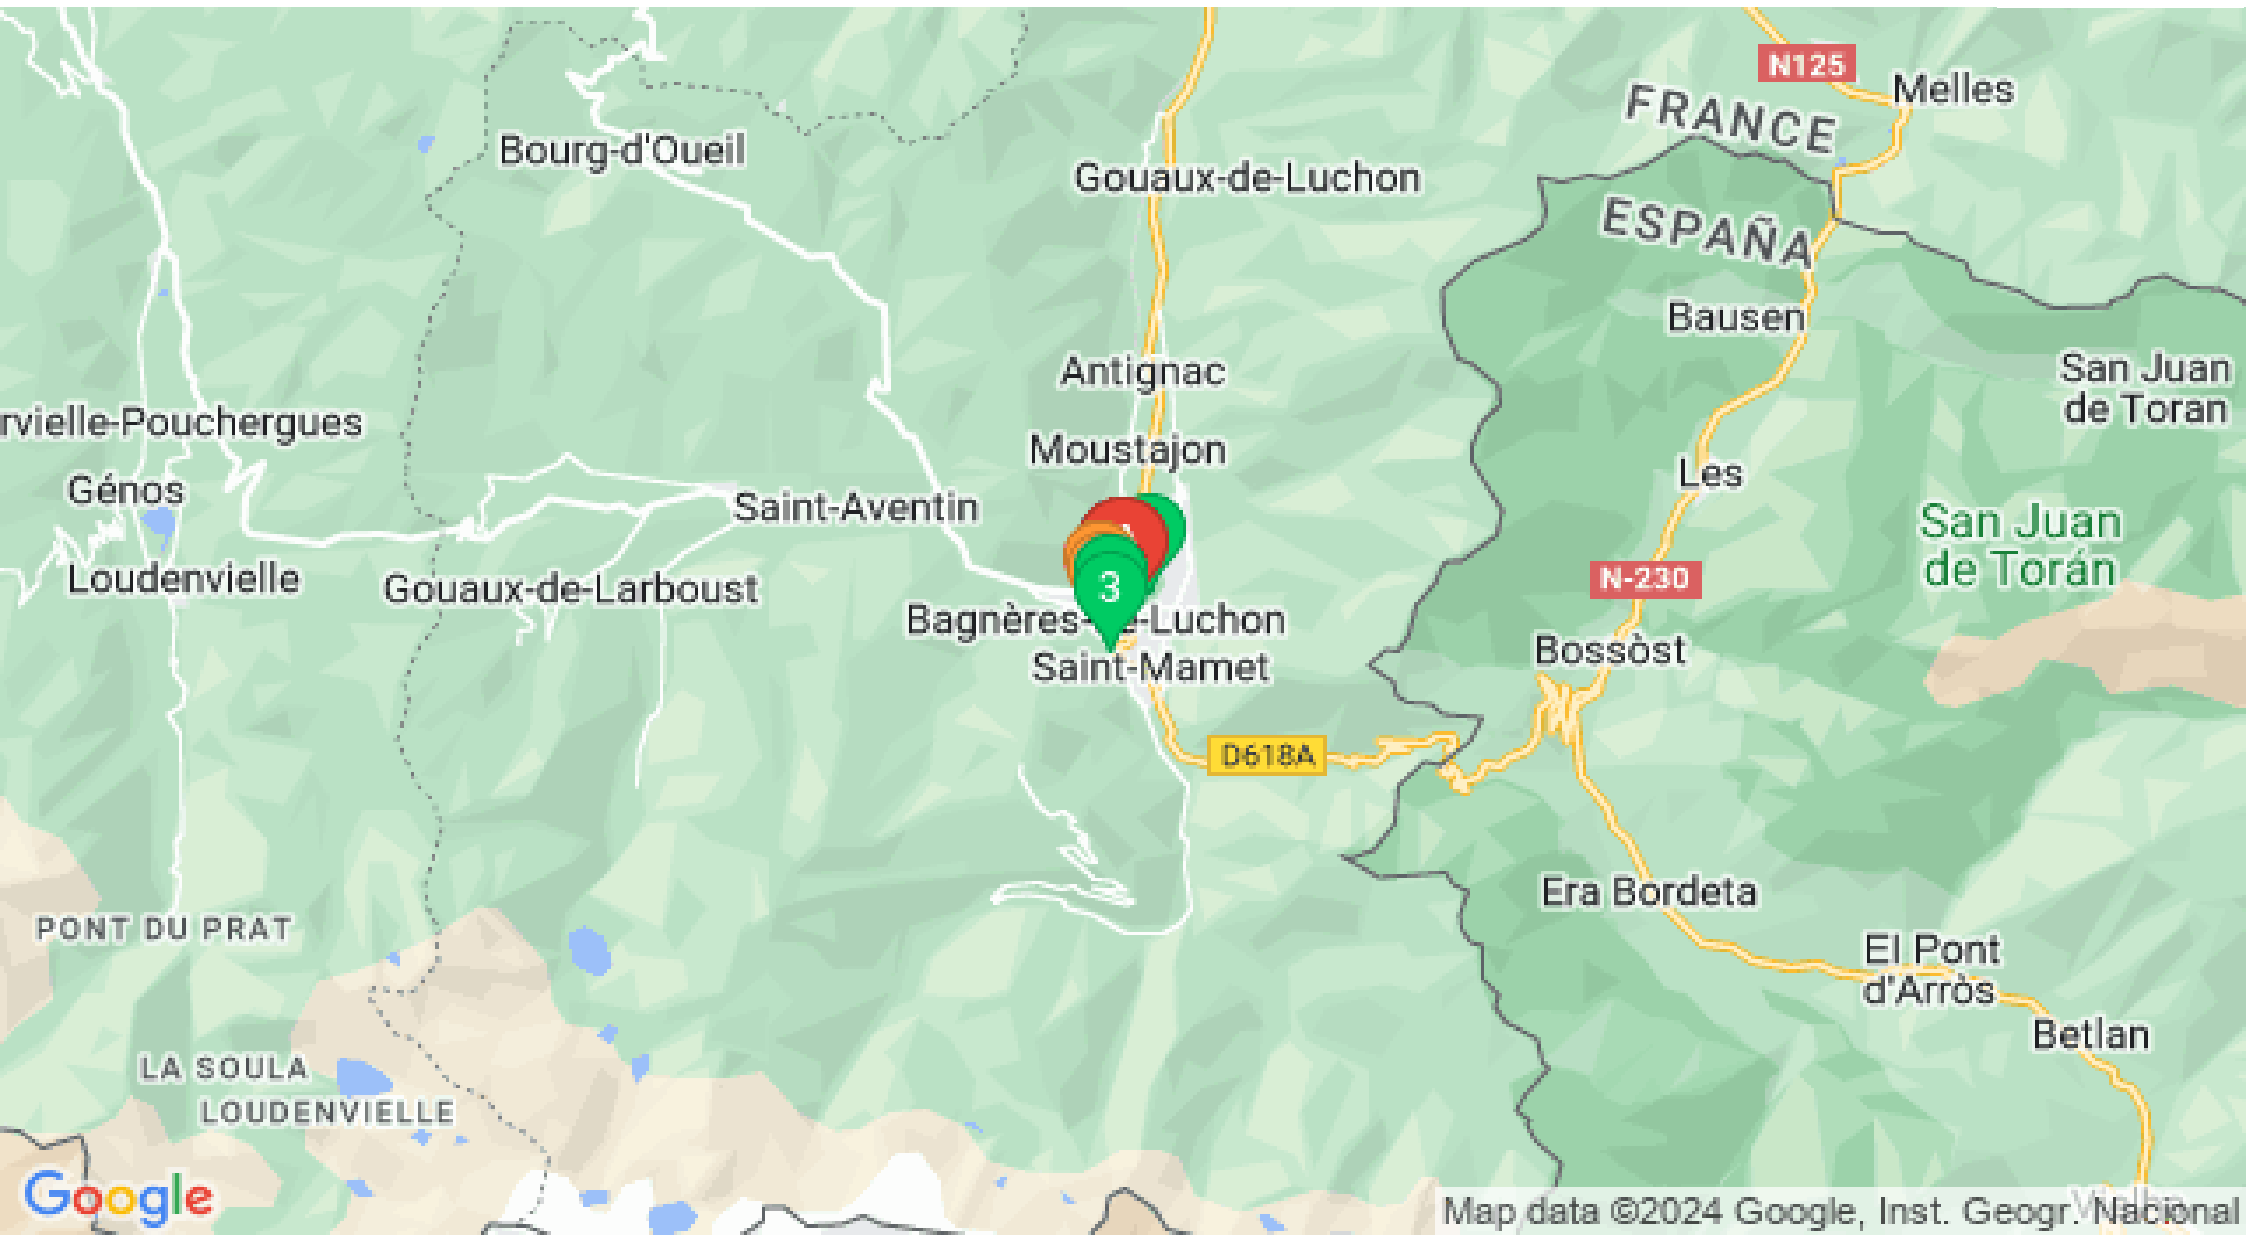 N125
Melles
FRANCE
Bourg-d'Oueil
Gouaux-de-Luchon
ESPAÑA
Bausen
Antignac
San Juan
de Toran
rvielle-Pouchergues
Moustajon
Les
Génos
Saint-Aventin
San Juan
de Torán
Loudenvielle
Gouaux-de-Larboust
3
N-230
Bagnères- -Luchon
Bossòst
Saint-Mamet
D618A
Era Bordeta
PONT DU PRAT
El Pont
d'Arròs
Betlan
LA SOULA
LOUDENVIELLE
Google
Map data ©2024 Google, Inst. Geogr. Nacional